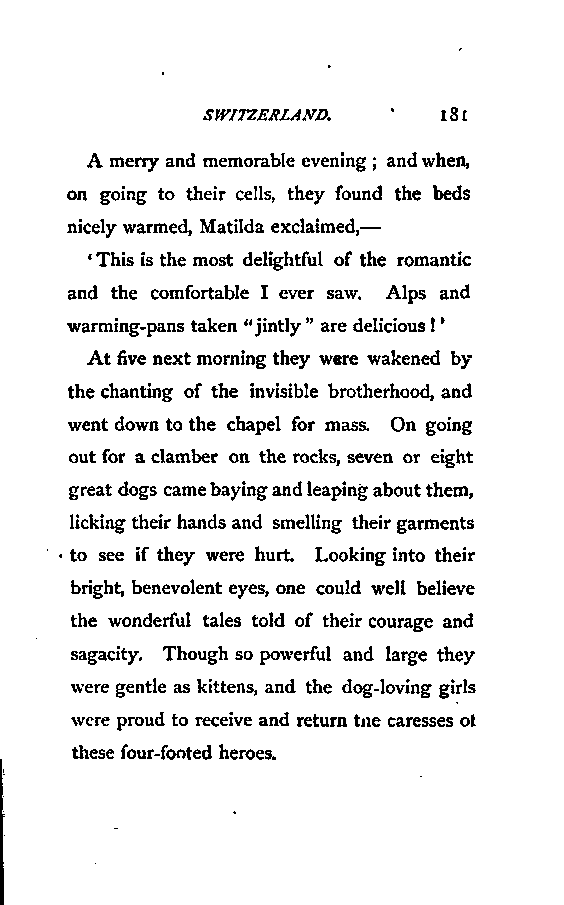 SWITZERLAND. 181
A merry and memorable evening ; and when,
on going to their cells, they found the beds
nicely warmed, Matilda exclaimed,—
‘This is the most delightful of the romantic
and the comfortable I ever saw. Alps and
warming-pans taken “jintly” are delicious!’
At five next morning they were wakened by
the chanting of the invisible brotherhood, and
went down to the chapel for mass. On going
out for a clamber on the rocks, seven or eight
great dogs came baying and leaping about them,
licking their hands and smelling their garments
to see if they were hurt. Looking into their
bright, benevolent eyes, one could well believe
the wonderful tales told of their courage and
sagacity. Though so powerful and large they
were gentle as kittens, and the dog-loving girls
were proud to receive and return the caresses of
these four-footed heroes.